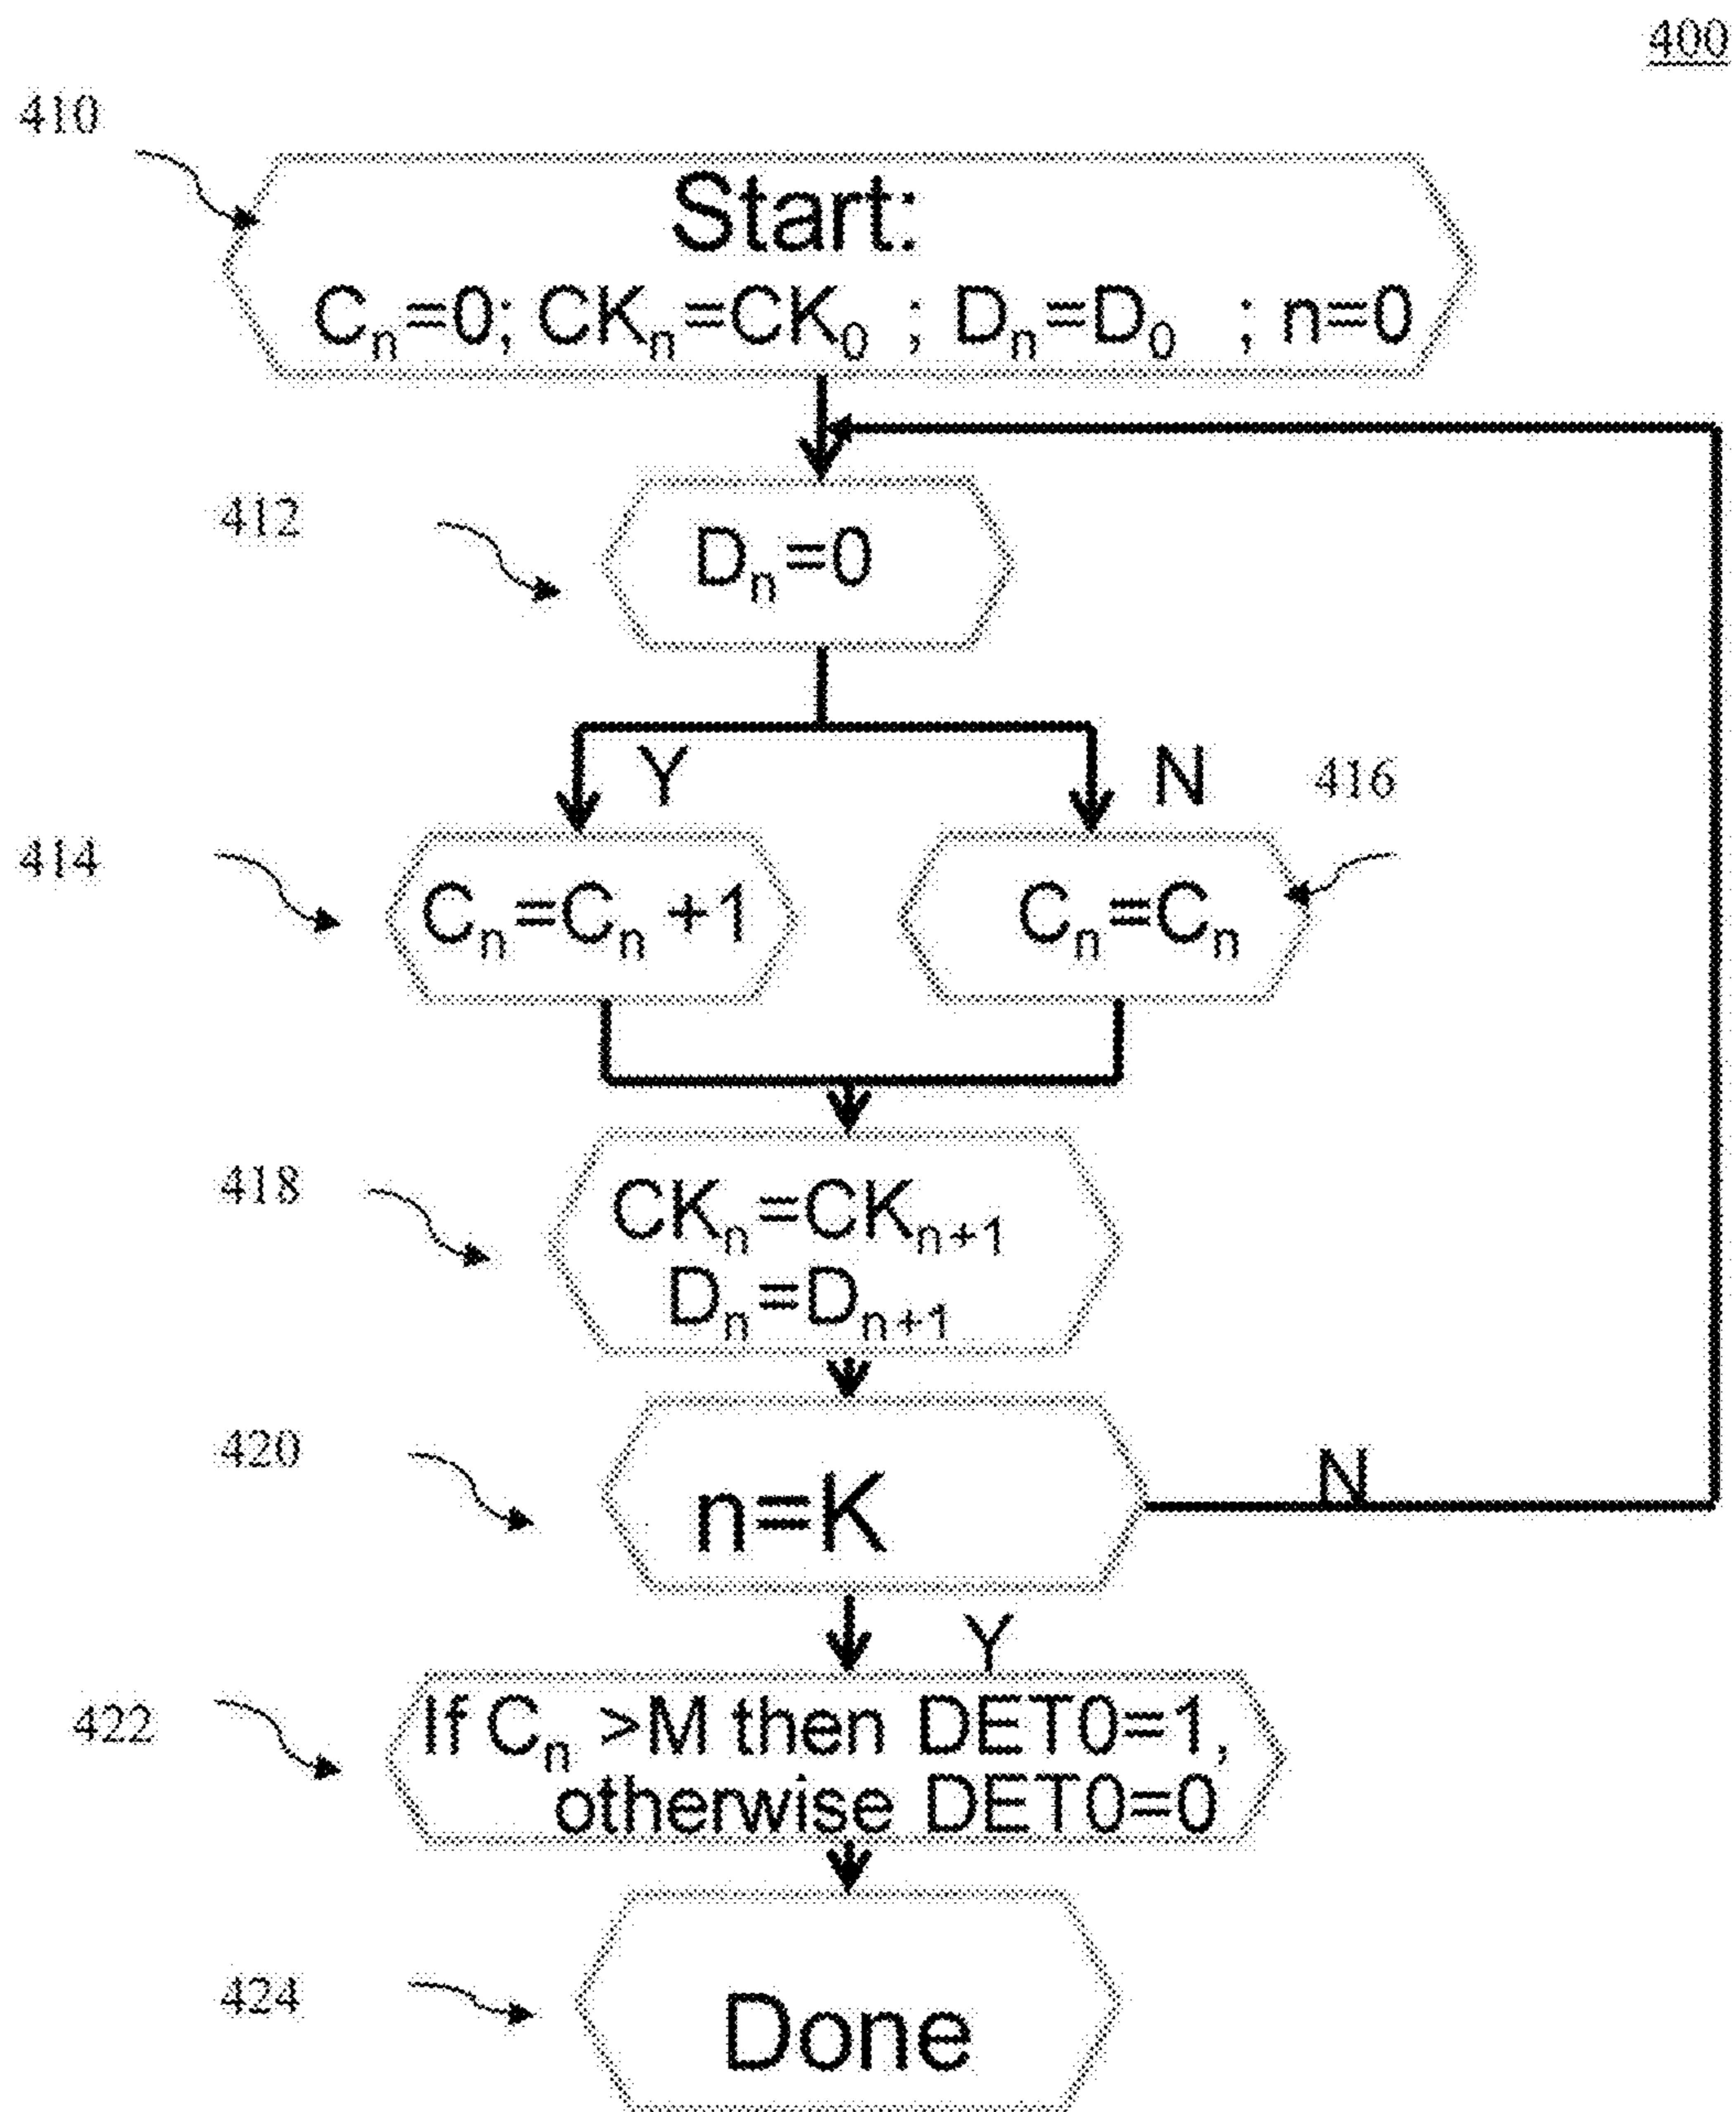 400
410
Start:
Cₙ=0; CKₙ=CK₀ ; Dₙ=D₀ ; n=0
412
Dₙ=0
Y
N
416
414
Cₙ=Cₙ +1
Cₙ=Cₙ
418
CKₙ=CKₙ₊₁
Dₙ=Dₙ₊₁
420
n=K
N
Y
422
If Cₙ >M then DET0=1,
otherwise DET0=0
424
Done